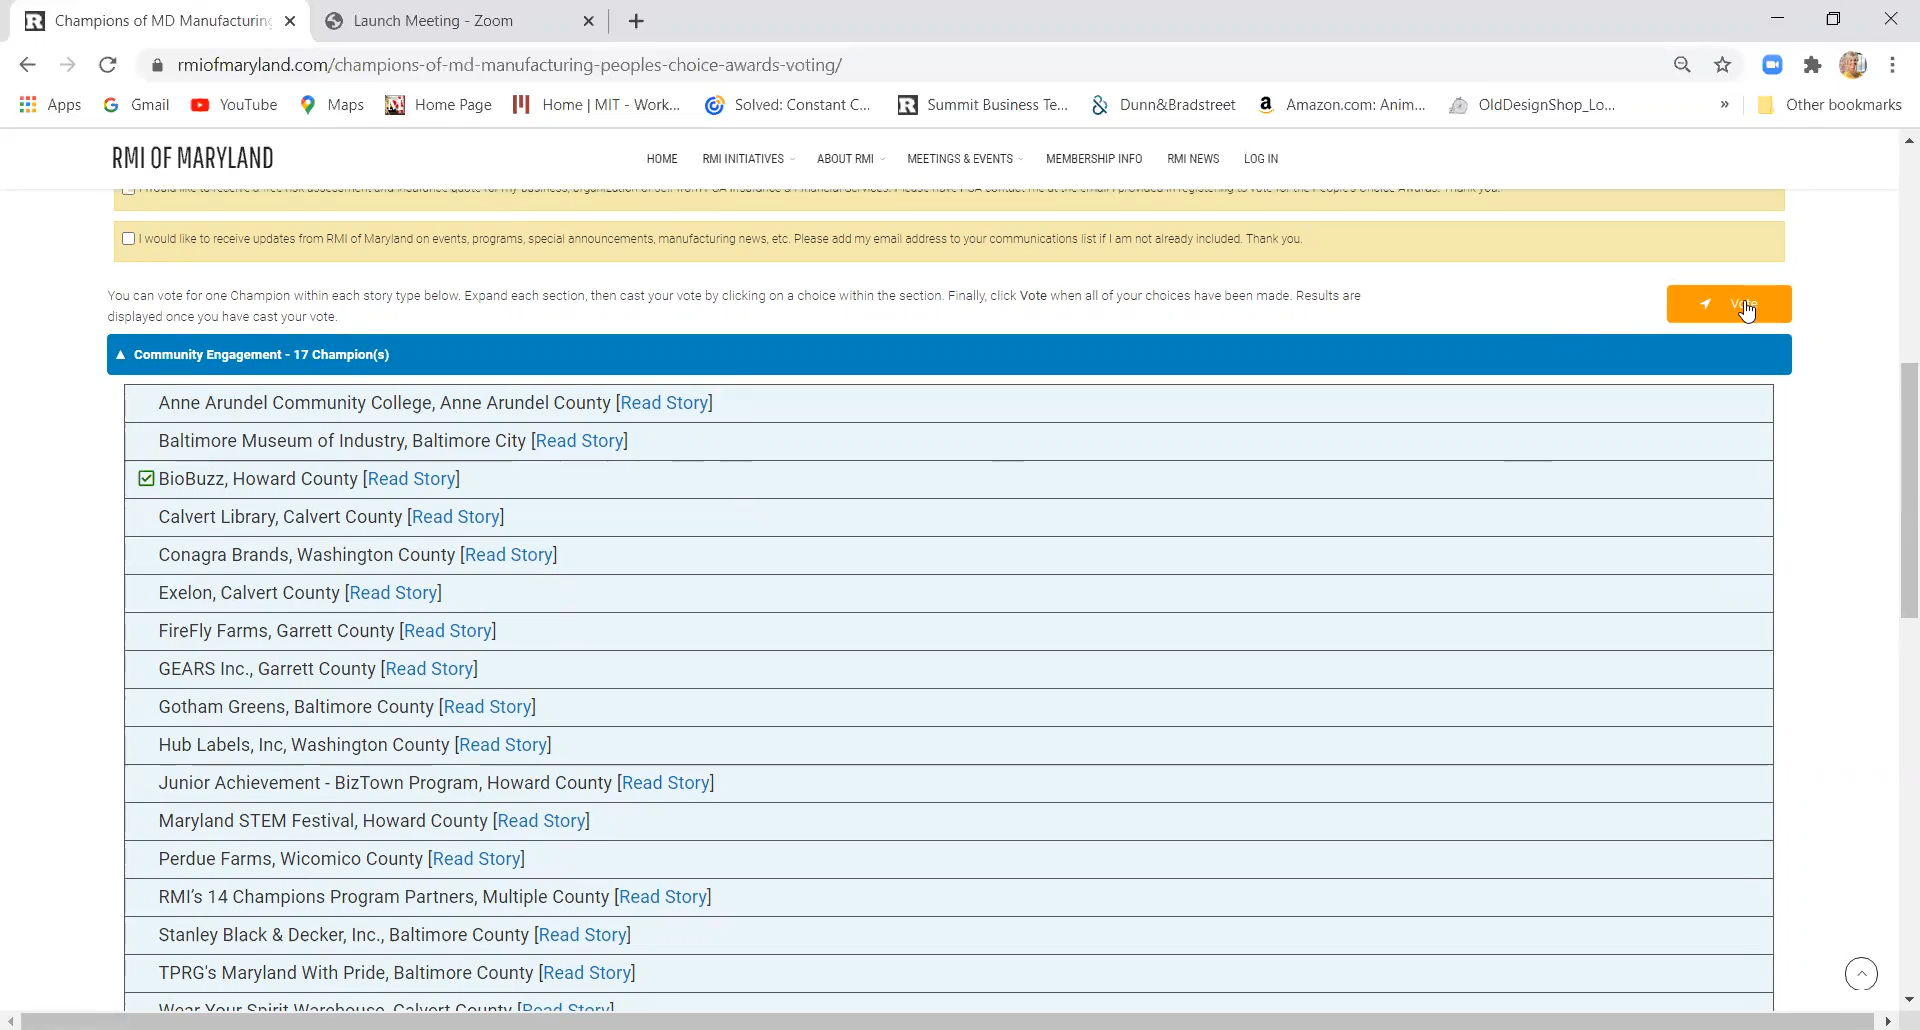 Champions of MD Manufacturing
Launch Meeting - Zoom
rmiofmaryland.com/champions-of-md-manufacturing-peoples-choice-awards-voting/
Apps Gmail YouTube Maps Home Page Home | MIT - Work... Solved: Constant C... Summit Business Te... Dunn&Bradstreet Amazon.com: Anim... OldDesignShop_Lo... » Other bookmarks
RMI OF MARYLAND HOME RMI INITIATIVES ABOUT RMI MEETINGS & EVENTS MEMBERSHIP INFO RMI NEWS LOG IN
I would like to receive updates from RMI of Maryland on events, programs, special announcements, manufacturing news, etc. Please add my email address to your communications list if I am not already included. Thank you.
You can vote for one Champion within each story type below. Expand each section, then cast your vote by clicking on a choice within the section. Finally, click Vote when all of your choices have been made. Results are
displayed once you have cast your vote.
Vote
▲ Community Engagement - 17 Champion(s)
Anne Arundel Community College, Anne Arundel County [Read Story]
Baltimore Museum of Industry, Baltimore City [Read Story]
BioBuzz, Howard County [Read Story]
Calvert Library, Calvert County [Read Story]
Conagra Brands, Washington County [Read Story]
Exelon, Calvert County [Read Story]
FireFly Farms, Garrett County [Read Story]
GEARS Inc., Garrett County [Read Story]
Gotham Greens, Baltimore County [Read Story]
Hub Labels, Inc, Washington County [Read Story]
Junior Achievement - BizTown Program, Howard County [Read Story]
Maryland STEM Festival, Howard County [Read Story]
Perdue Farms, Wicomico County [Read Story]
RMI's 14 Champions Program Partners, Multiple County [Read Story]
Stanley Black & Decker, Inc., Baltimore County [Read Story]
TPRG's Maryland With Pride, Baltimore County [Read Story]
Wear Your Spirit Warehouse, Calvert County [Read Story]